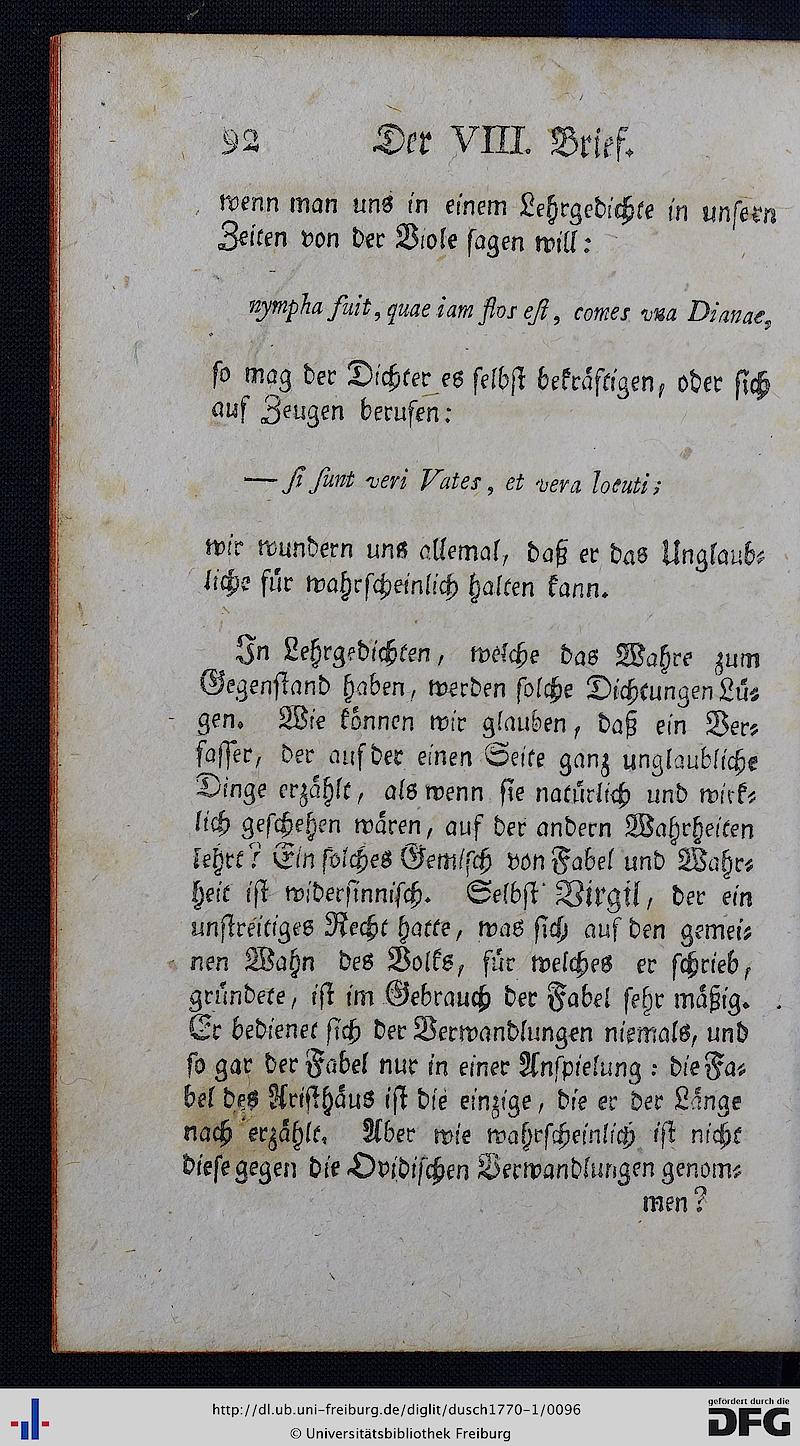 92 Der VIII. Brief.
wenn man uns in einem Lehrgedichte in unsern
Zeiten von der Viole sagen will:
nympha fuit, quae iam flos est, comes vna Dianae,
so mag der Dichter es selbst bekräftigen, oder sich
auf Zeugen berufen:
— si sunt veri Vates, et vera locuti;
wir wundern uns allemal, daß er das Unglaub-
liche für wahrscheinlich halten kann.
In Lehrgedichten, welche das Wahre zum
Gegenstand haben, werden solche Dichtungen Lü-
gen. Wie können wir glauben, daß ein Ver-
fasser, der auf der einen Seite ganz unglaubliche
Dinge erzählt, als wenn sie natürlich und wirk-
lich geschehen wären, auf der andern Wahrheiten
lehrt? Ein solches Gemisch von Fabel und Wahr-
heit ist widersinnisch. Selbst Virgil, der ein
unstreitiges Recht hatte, was sich auf den gemei-
nen Wahn des Volks, für welches er schrieb,
gründete, ist im Gebrauch der Fabel sehr mäßig.
Er bedienet sich der Verwandlungen niemals, und
so gar der Fabel nur in einer Anspielung: die Fa-
bel des Aristhäus ist die einzige, die er der Länge
nach erzählt. Aber wie wahrscheinlich ist nicht
diese gegen die Ovidischen Verwandlungen genom-
men?
http://dl.ub.uni-freiburg.de/diglit/dusch1770-1/0096
© Universitätsbibliothek Freiburg
gefördert durch die
DFG